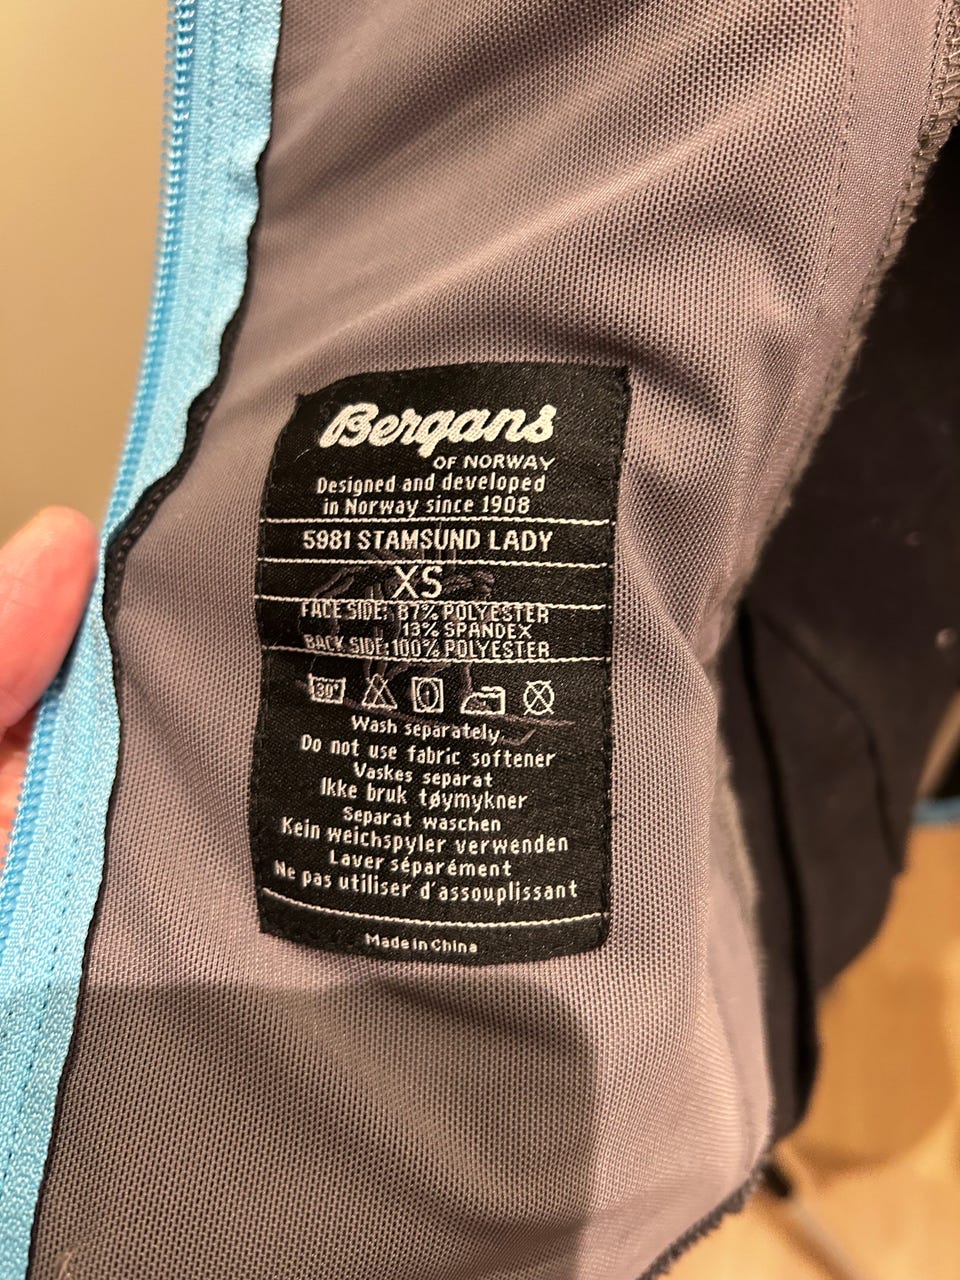 Bergans
OF NORWAY
Designed and developed
in Norway since 1908
5981 STAMSUND LADY
XS
FACE SIDE: 87% POLYESTER
13% SPANDEX
BACK SIDE: 100% POLYESTER
30°
Wash separately
Do not use fabric softener
Vaskes separat
Ikke bruk tøymykner
Separat waschen
Kein weichspyler verwenden
Laver séparément
Ne pas utiliser d'assouplissant
Made in China